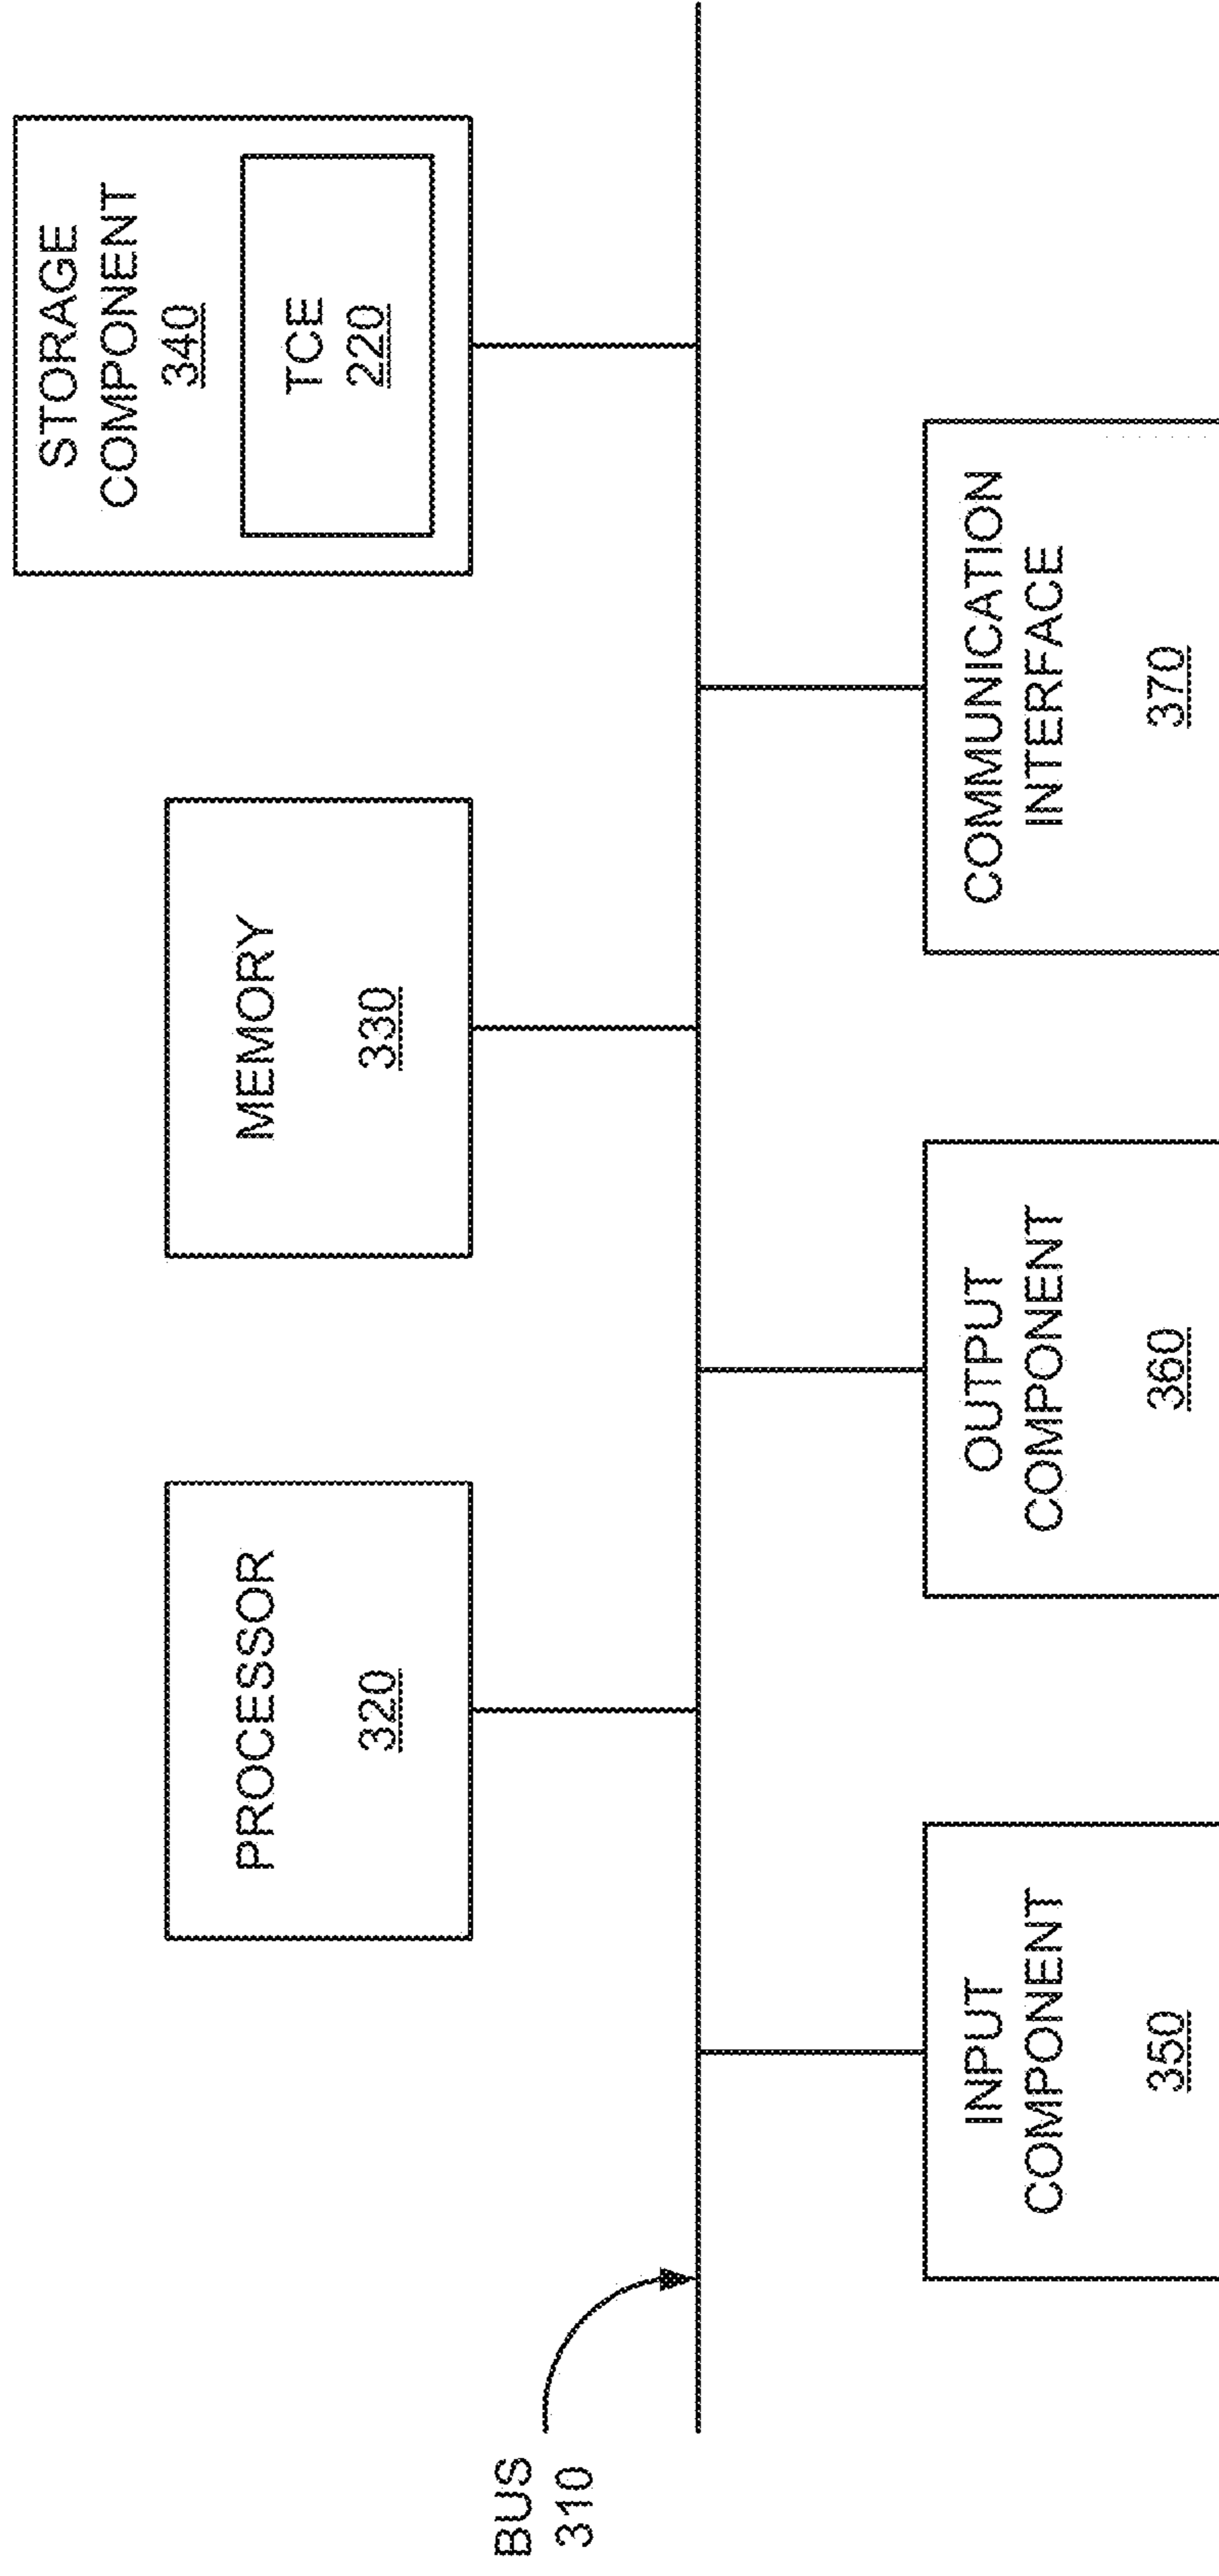 PROCESSOR
320
MEMORY
330
STORAGE
COMPONENT
340
TCE
220
BUS
310
INPUT
COMPONENT
350
OUTPUT
COMPONENT
360
COMMUNICATION
INTERFACE
370